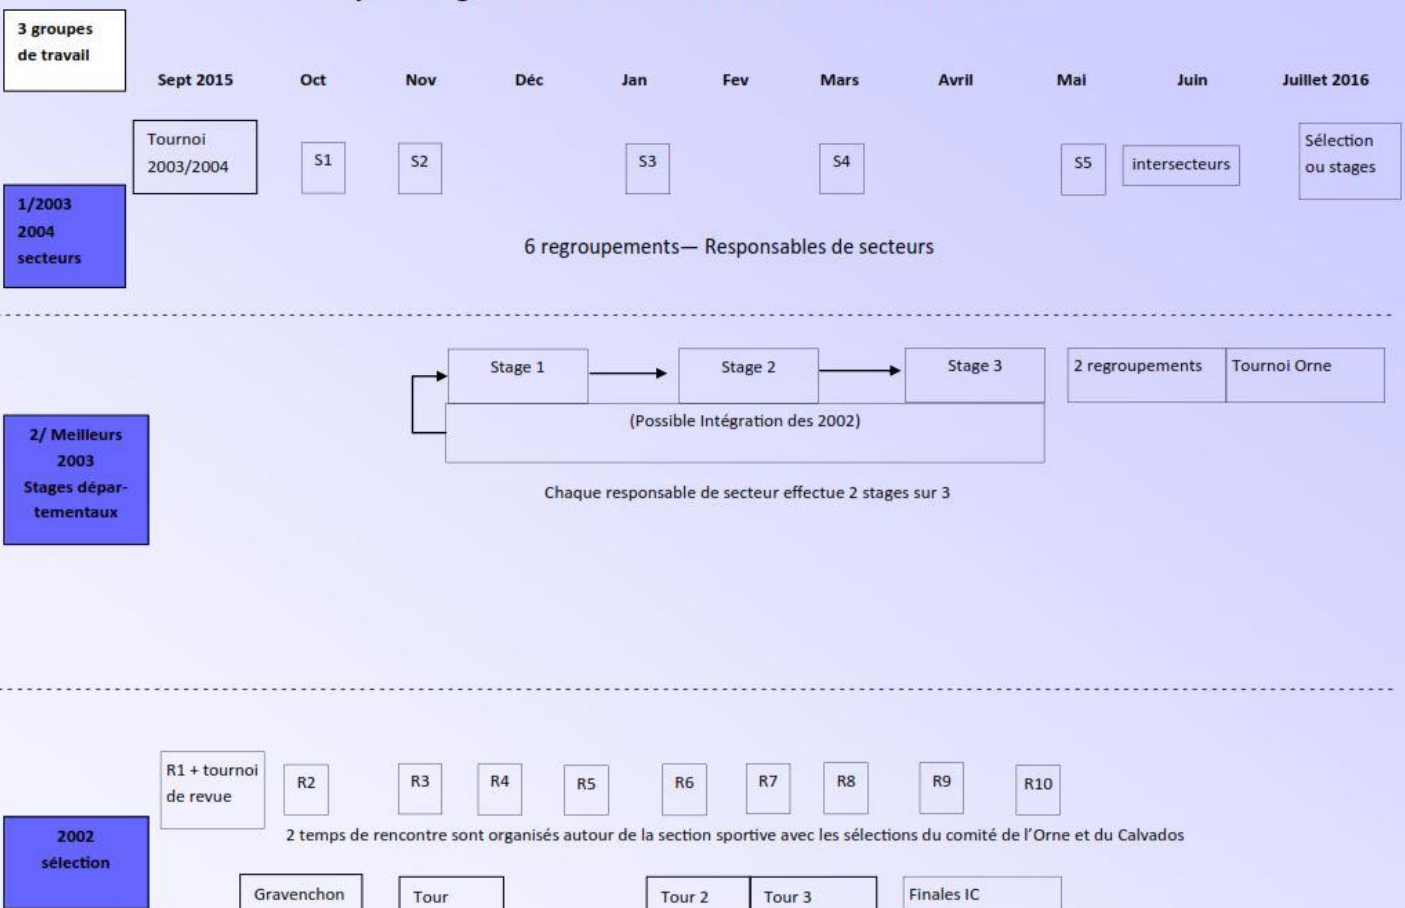 3 groupes
de travail
Sept 2015 Oct Nov Déc Jan Fev Mars Avril Mai Juin Juillet 2016
Tournoi
2003/2004
S1 S2 S3 S4 S5 intersecteurs
Sélection
ou stages
1/2003
2004
secteurs
6 regroupements— Responsables de secteurs
Stage 1 Stage 2 Stage 3 2 regroupements Tournoi Orne
(Possible Intégration des 2002)
2/ Meilleurs
2003
Stages dépar-
tementaux
Chaque responsable de secteur effectue 2 stages sur 3
R1 + tournoi
de revue
R2 R3 R4 R5 R6 R7 R8 R9 R10
2 temps de rencontre sont organisés autour de la section sportive avec les sélections du comité de l'Orne et du Calvados
2002
sélection
Gravenchon Tour Tour 2 Tour 3 Finales IC